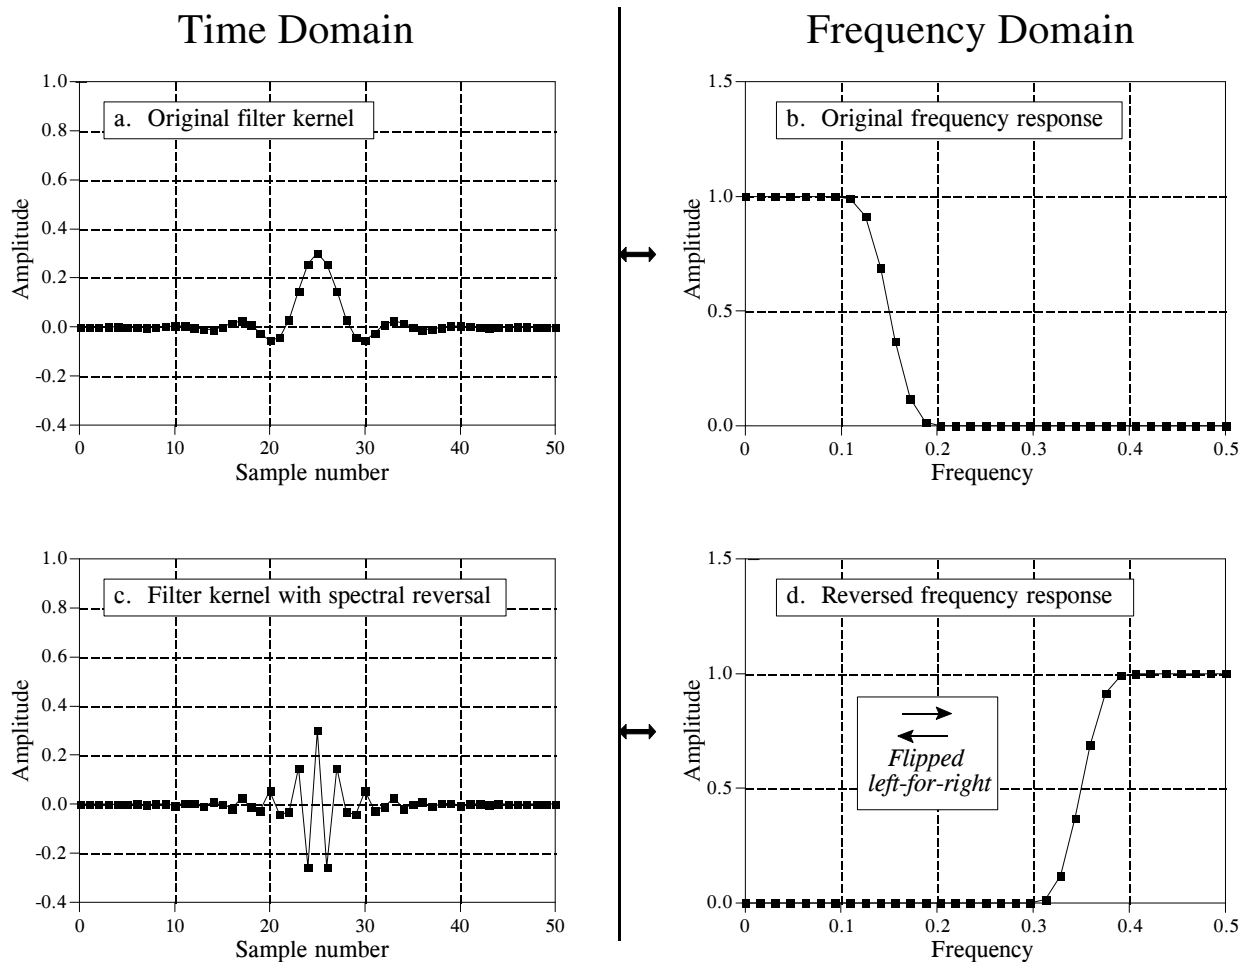 Time Domain
Frequency Domain
1.0
0.8
0.6
0.4
0.2
0.0
-0.2
-0.4
Amplitude
a. Original filter kernel
0 10 20 30 40 50
Sample number
1.5
1.0
0.5
0.0
Amplitude
b. Original frequency response
0 0.1 0.2 0.3 0.4 0.5
Frequency
1.0
0.8
0.6
0.4
0.2
0.0
-0.2
-0.4
Amplitude
c. Filter kernel with spectral reversal
0 10 20 30 40 50
Sample number
1.5
1.0
0.5
0.0
Amplitude
d. Reversed frequency response
Flipped
left-for-right
0 0.1 0.2 0.3 0.4 0.5
Frequency